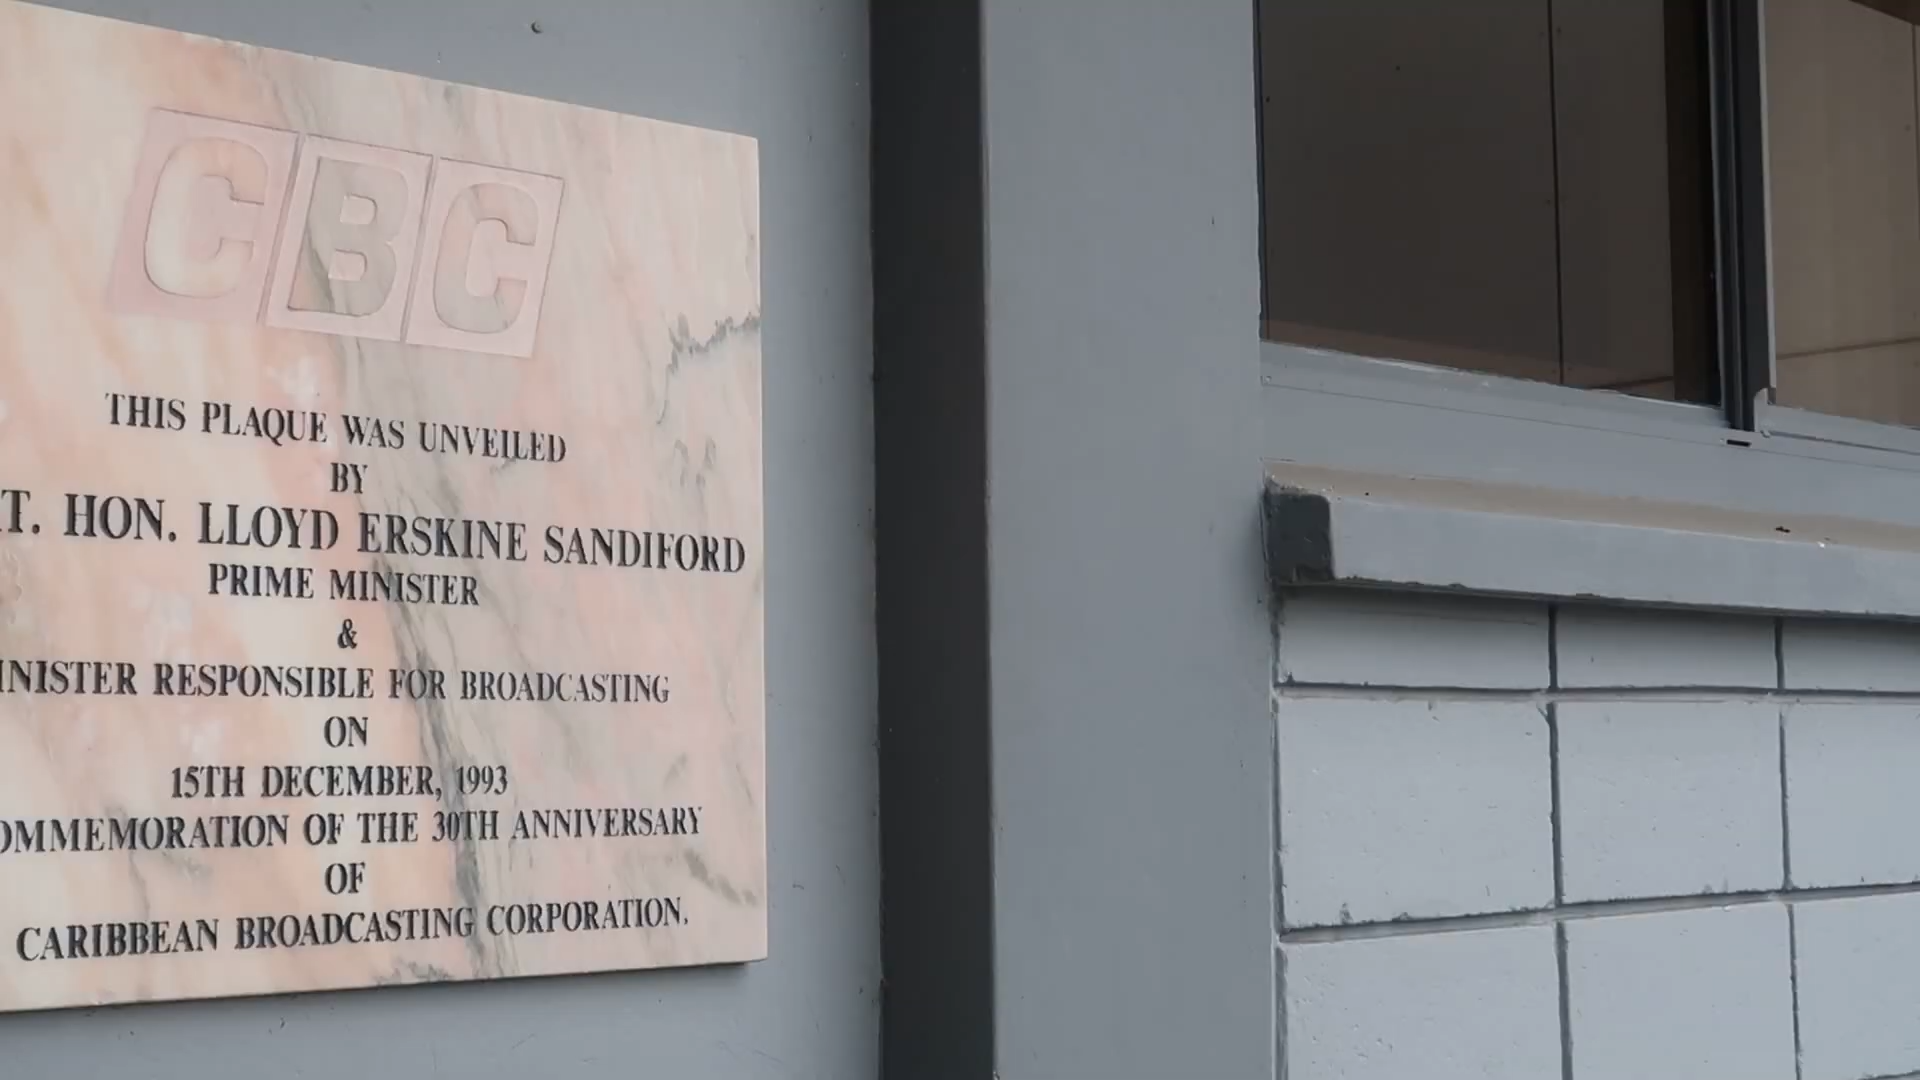 CBC
THIS PLAQUE WAS UNVEILED
BY
T. HON. LLOYD ERSKINE SANDIFORD
PRIME MINISTER
&
INISTER RESPONSIBLE FOR BROADCASTING
ON
15TH DECEMBER, 1993
OMMEMORATION OF THE 30TH ANNIVERSARY
OF
CARIBBEAN BROADCASTING CORPORATION.